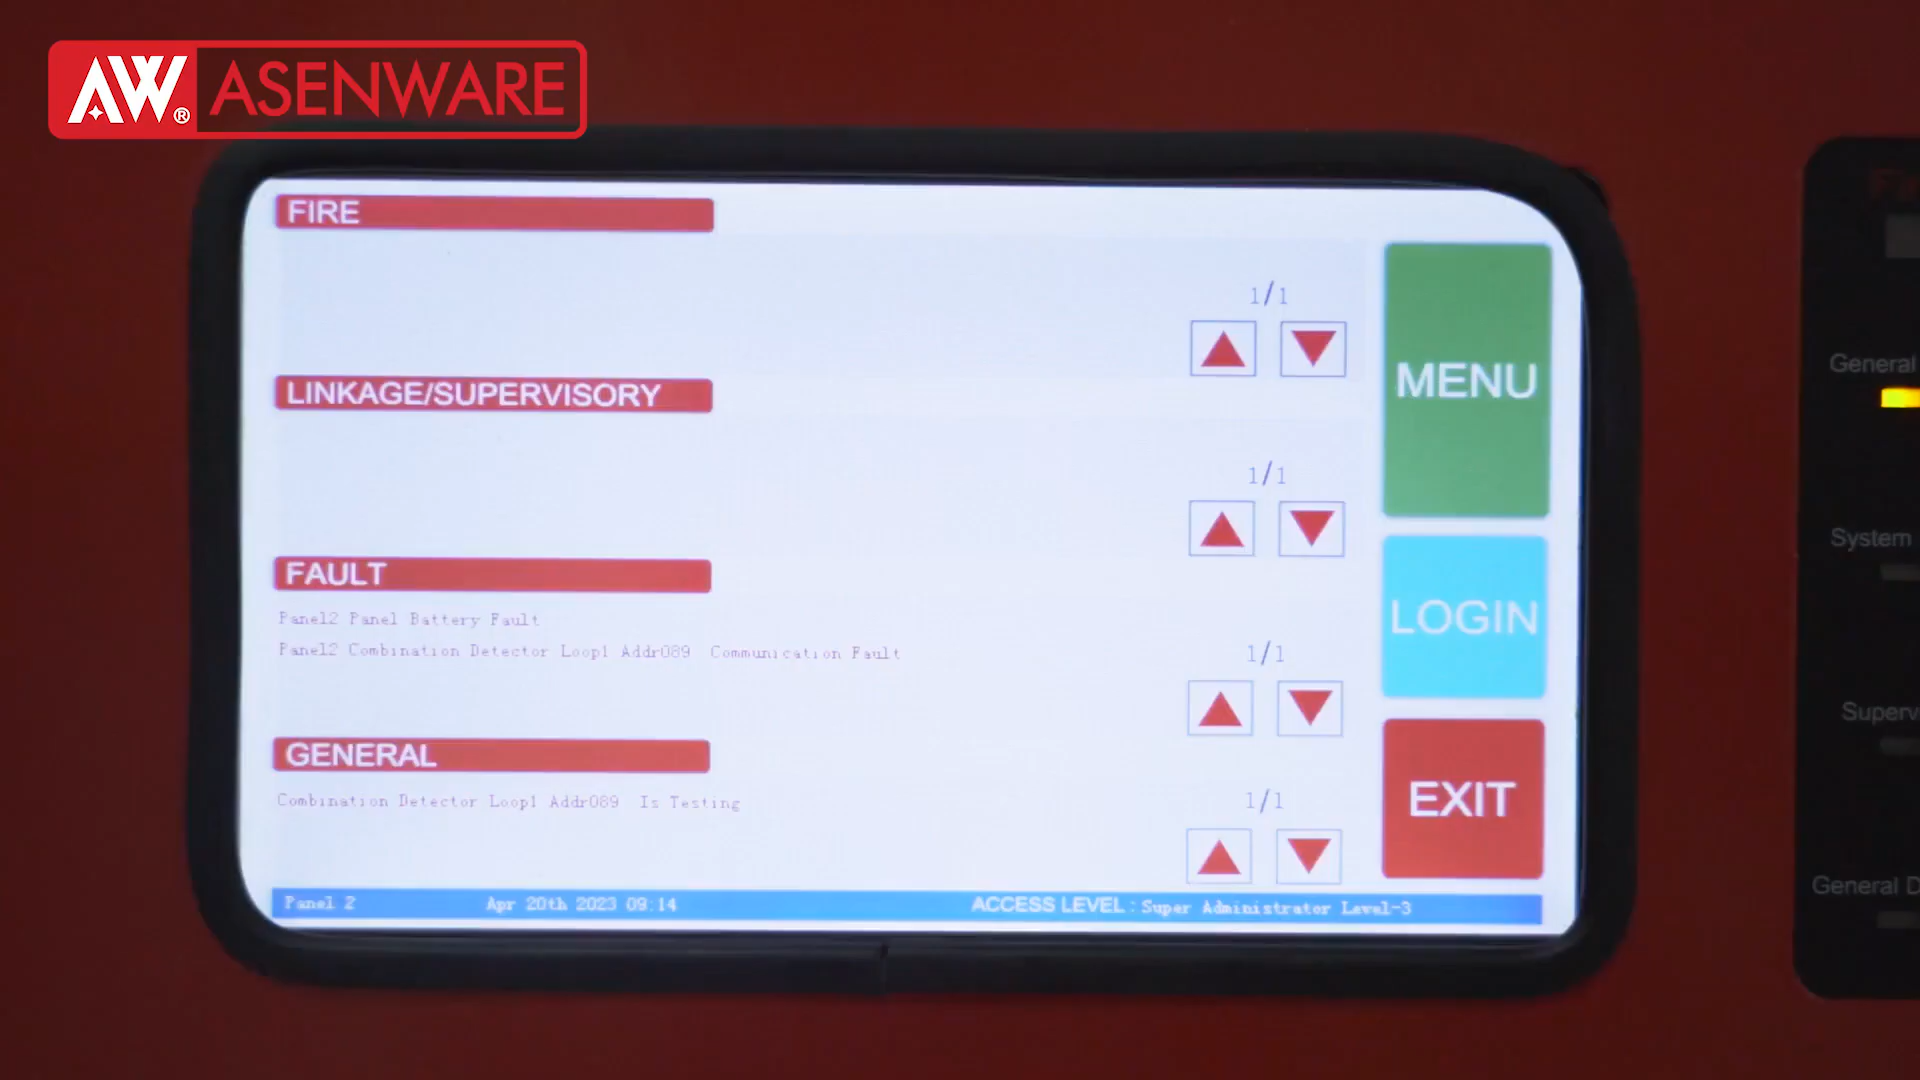 AW® ASENWARE
FIRE
1/1
MENU
LINKAGE/SUPERVISORY
1/1
FAULT
Panel2 Panel Battery Fault
Panel2 Combination Detector Loop1 Addr089 Communication Fault
1/1
LOGIN
GENERAL
Combination Detector Loop1 Addr089 Is Testing
1/1
EXIT
Panel 2 Apr 20th 2023 09:14 ACCESS LEVEL : Super Administrator Level-3
General
System
Superv
General D